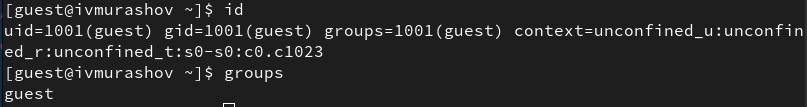 [guest@ivmurashov ~]$ id
uid=1001(guest) gid=1001(guest) groups=1001(guest) context=unconfined_u:unconfin
ed_r:unconfined_t:s0-s0:c0.c1023
[guest@ivmurashov ~]$ groups
guest